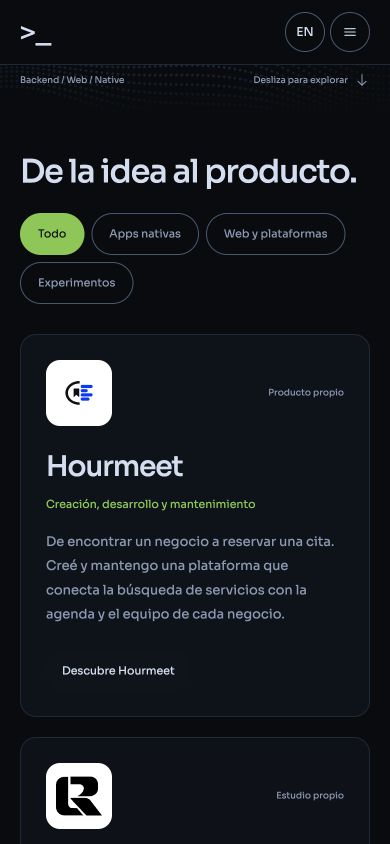 >_
EN
Backend / Web / Native
Desliza para explorar
De la idea al producto.
Todo
Apps nativas
Web y plataformas
Experimentos
Producto propio
Hourmeet
Creación, desarrollo y mantenimiento
De encontrar un negocio a reservar una cita.
Creé y mantengo una plataforma que
conecta la búsqueda de servicios con la
agenda y el equipo de cada negocio.
Descubre Hourmeet
Estudio propio